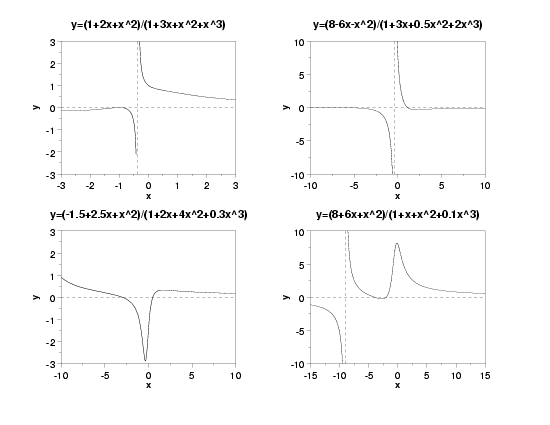 y=(1+2x+x^2)/(1+3x+x^2+x^3)
y=(8-6x-x^2)/(1+3x+0.5x^2+2x^3)
3
2
1
0
-1
-2
-3
y
-3 -2 -1 0 1 2 3
x
10
5
0
-5
-10
y
-10 -5 0 5 10
x
y=(-1.5+2.5x+x^2)/(1+2x+4x^2+0.3x^3)
y=(8+6x+x^2)/(1+x+x^2+0.1x^3)
3
2
1
0
-1
-2
-3
y
-10 -5 0 5 10
x
10
5
0
-5
-10
y
-15 -10 -5 0 5 10 15
x